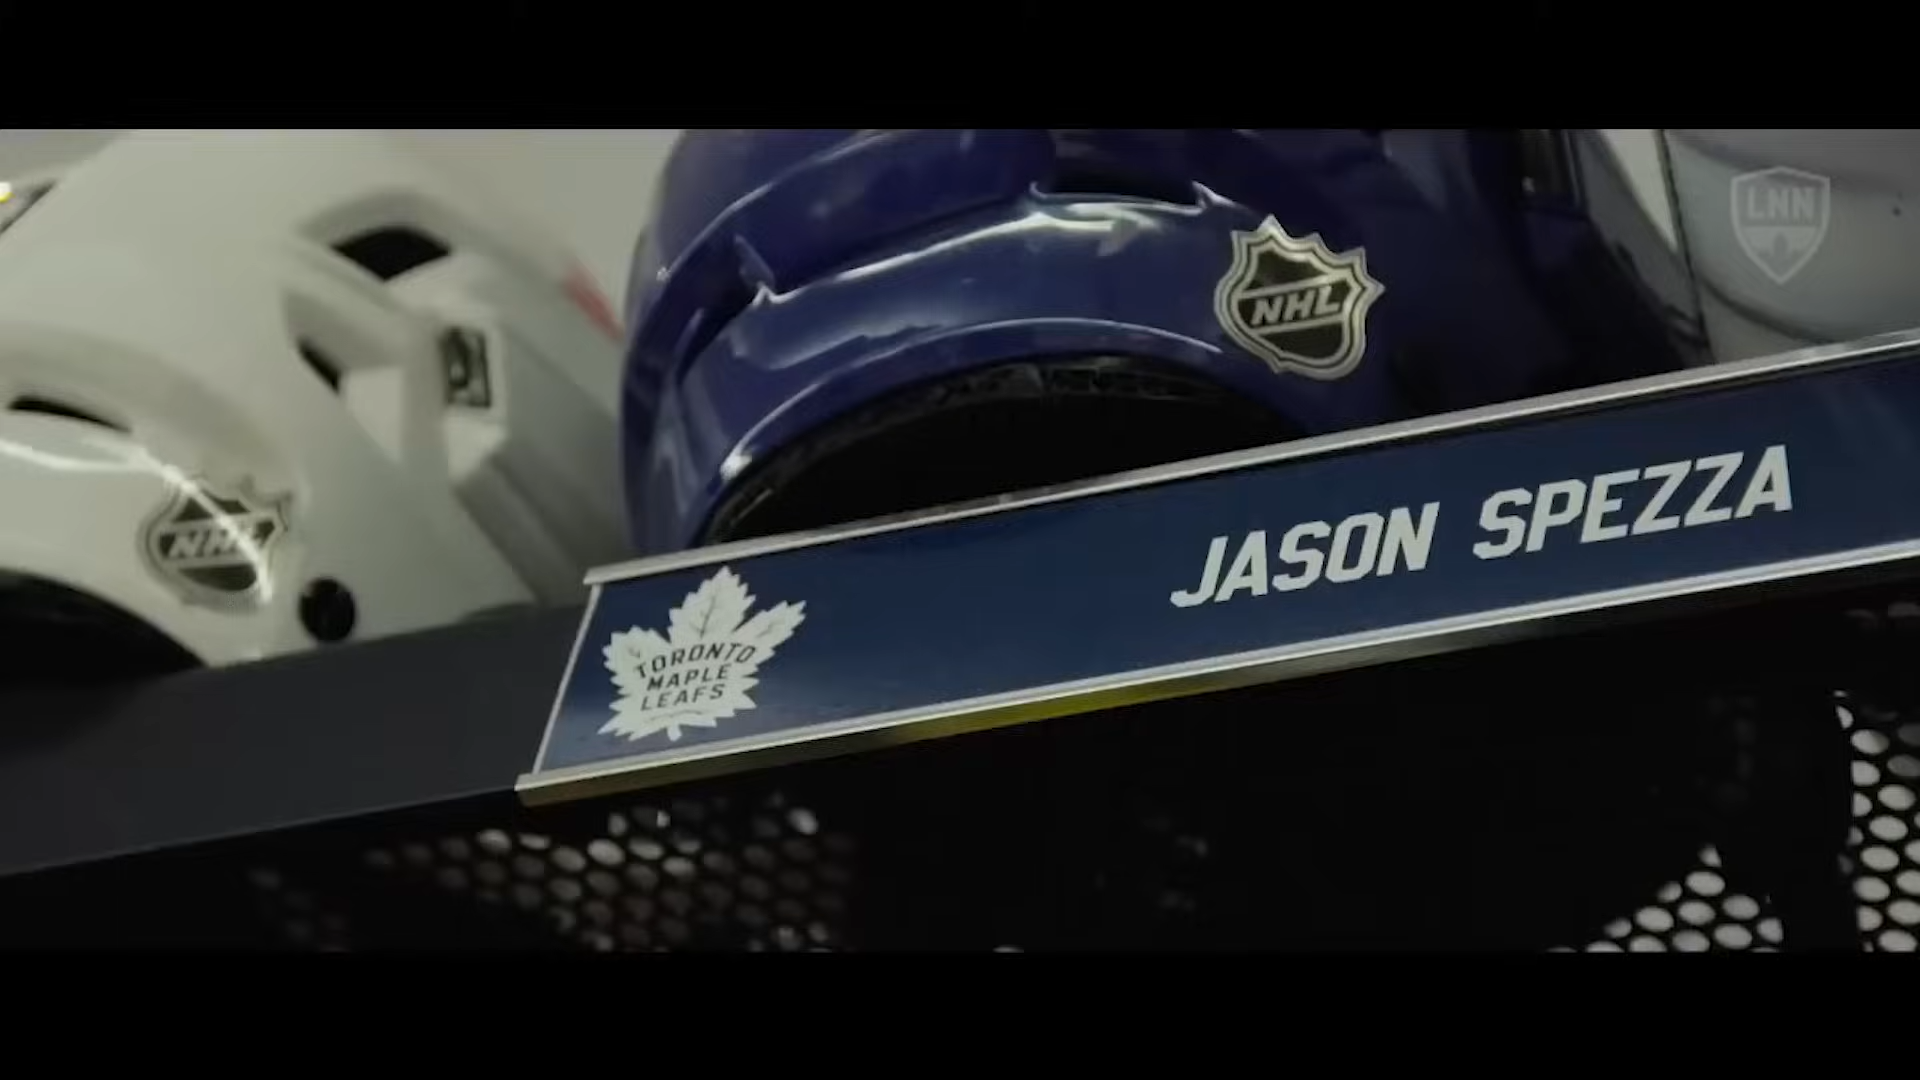 LNN
NHL
NHL
JASON SPEZZA
TORONTO
MAPLE
LEAFS